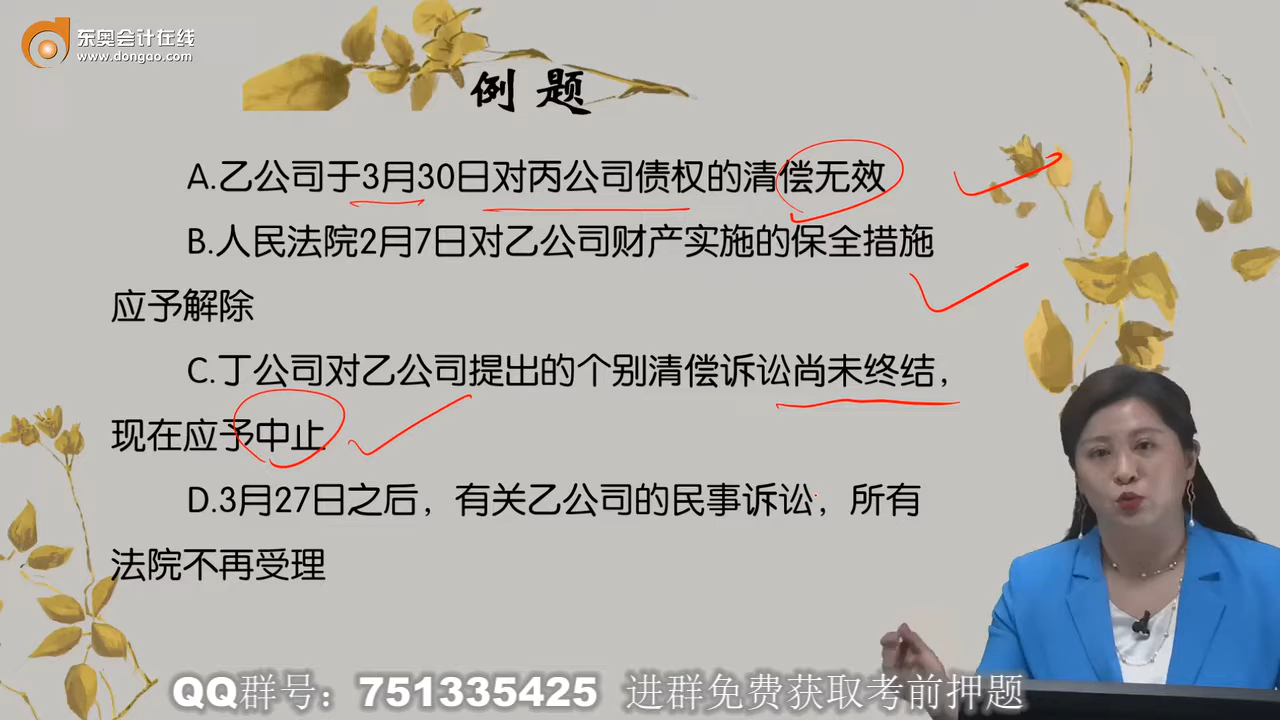 东奥会计在线
www.dongao.com
例题
A.乙公司于3月30日对丙公司债权的清偿无效
B.人民法院2月7日对乙公司财产实施的保全措施
应予解除
C.丁公司对乙公司提出的个别清偿诉讼尚未终结，
现在应予中止
D.3月27日之后，有关乙公司的民事诉讼，所有
法院不再受理
QQ群号：751335425 进群免费获取考前押题